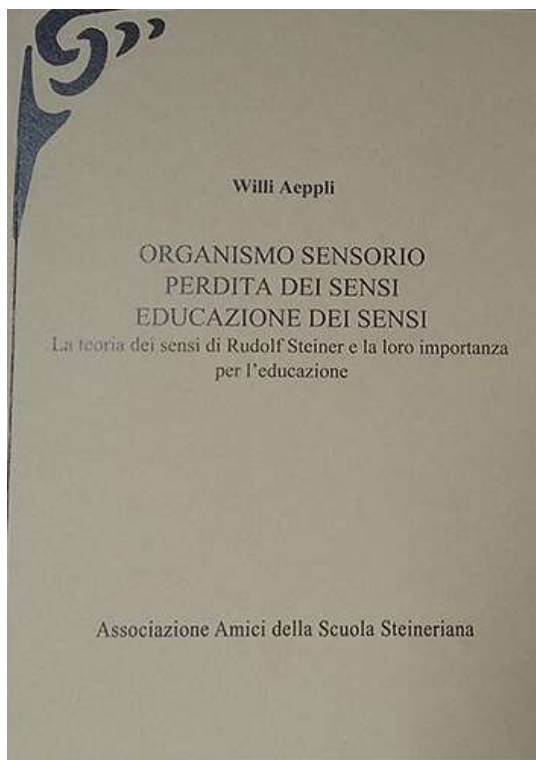 Willi Aeppli
ORGANISMO SENSORIO
PERDITA DEI SENSI
EDUCAZIONE DEI SENSI
La teoria dei sensi di Rudolf Steiner e la loro importanza
per l'educazione
Associazione Amici della Scuola Steineriana